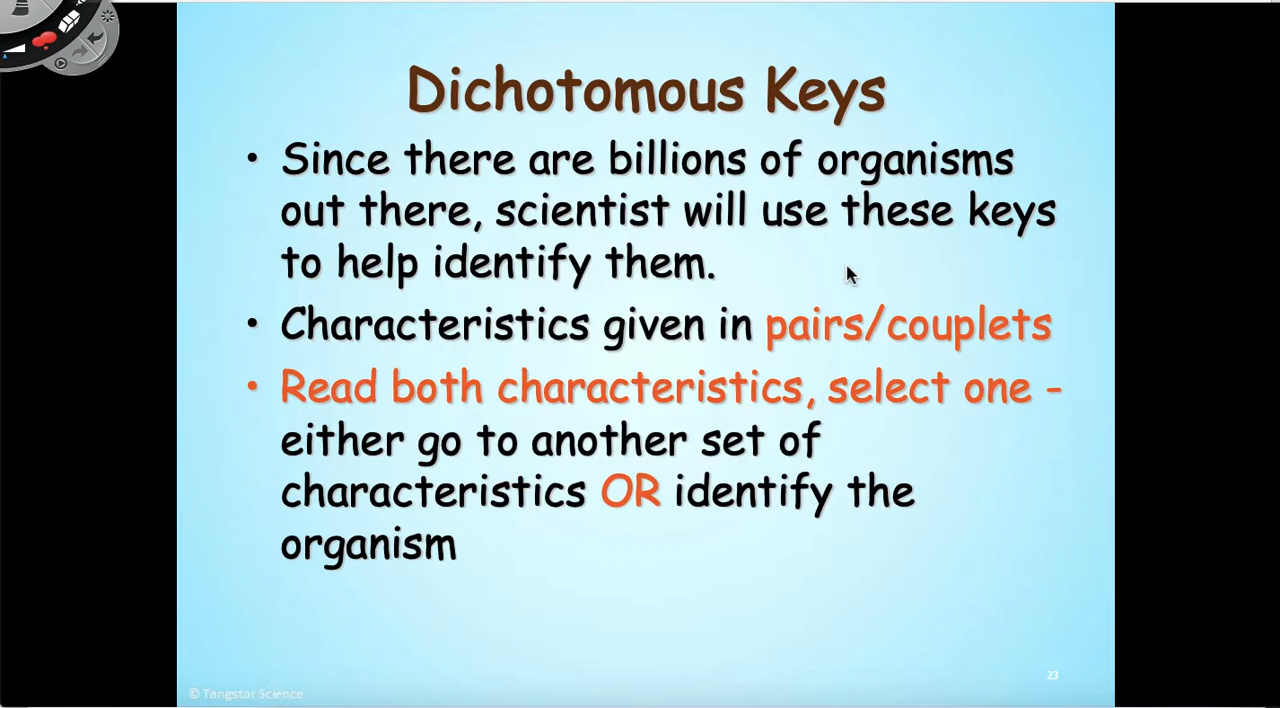 Dichotomous Keys
• Since there are billions of organisms
out there, scientist will use these keys
to help identify them.
• Characteristics given in pairs/couplets
• Read both characteristics, select one -
either go to another set of
characteristics OR identify the
organism
23
© Tangstar Science